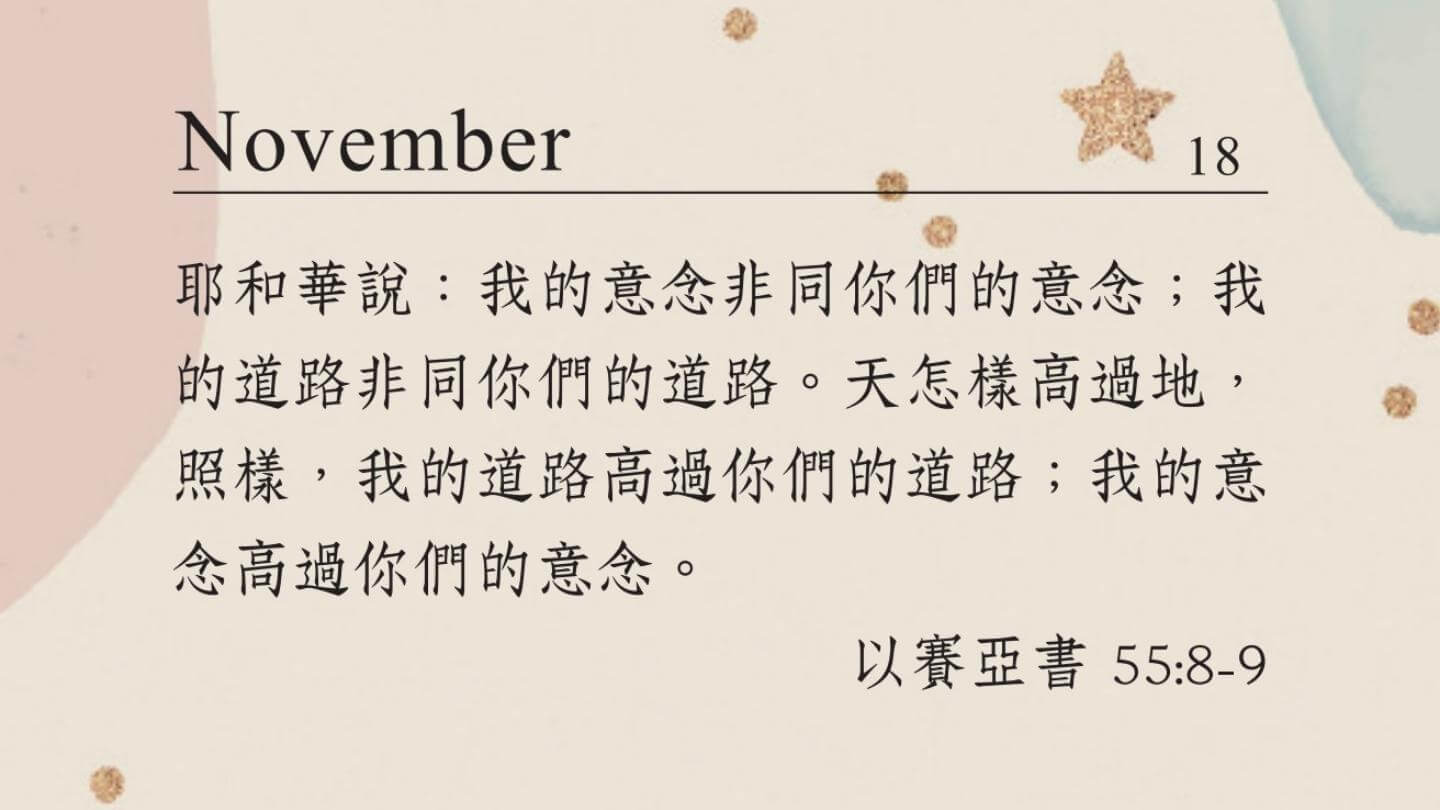 November
18
耶和華說：我的意念非同你們的意念；我
的道路非同你們的道路。天怎樣高過地，
照樣，我的道路高過你們的道路；我的意
念高過你們的意念。
以賽亞書 55:8-9